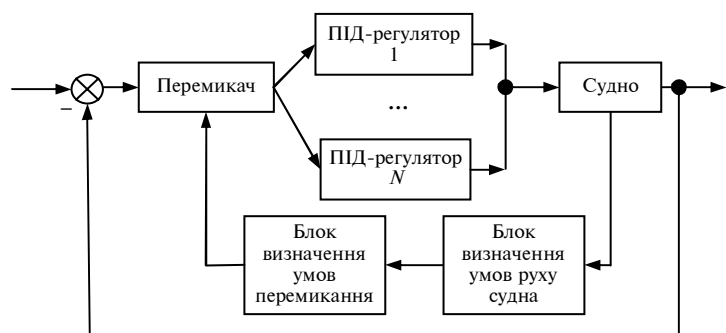 ПІД-регулятор
1
Перемикач
Судно
–
...
ПІД-регулятор
N
Блок
визначення
умов
перемикання
Блок
визначення
умов руху
судна